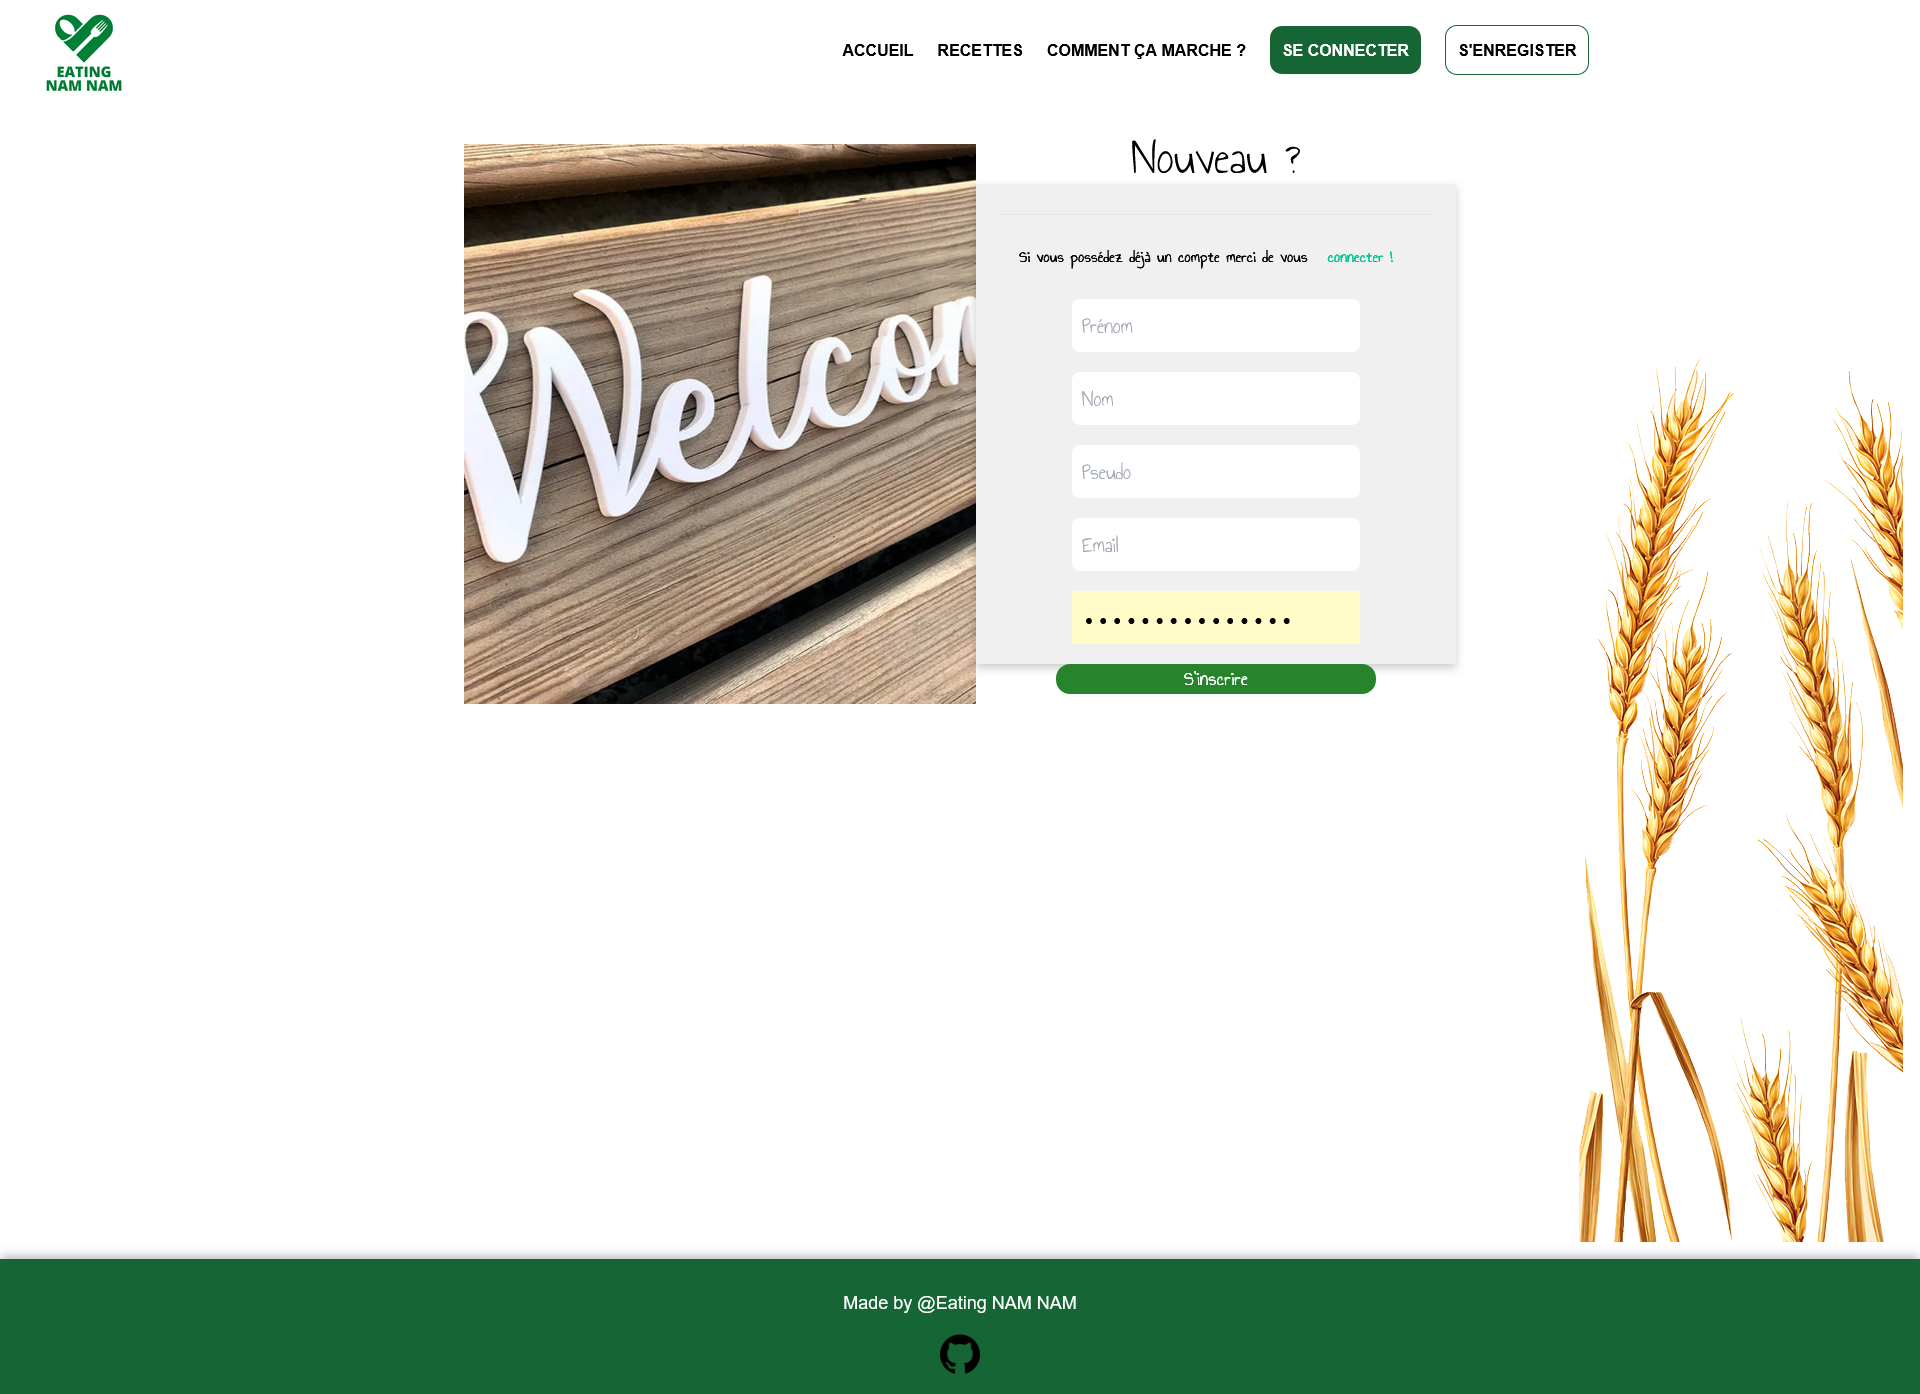 EATING
NAM NAM
ACCUEIL
RECETTES
COMMENT ÇA MARCHE ?
SE CONNECTER
S'ENREGISTER
Nouveau ?
Welcom
Si vous possédez déjà un compte merci de vous connecter !
Prénom
Nom
Pseudo
Email
S'inscrire
Made by @Eating NAM NAM